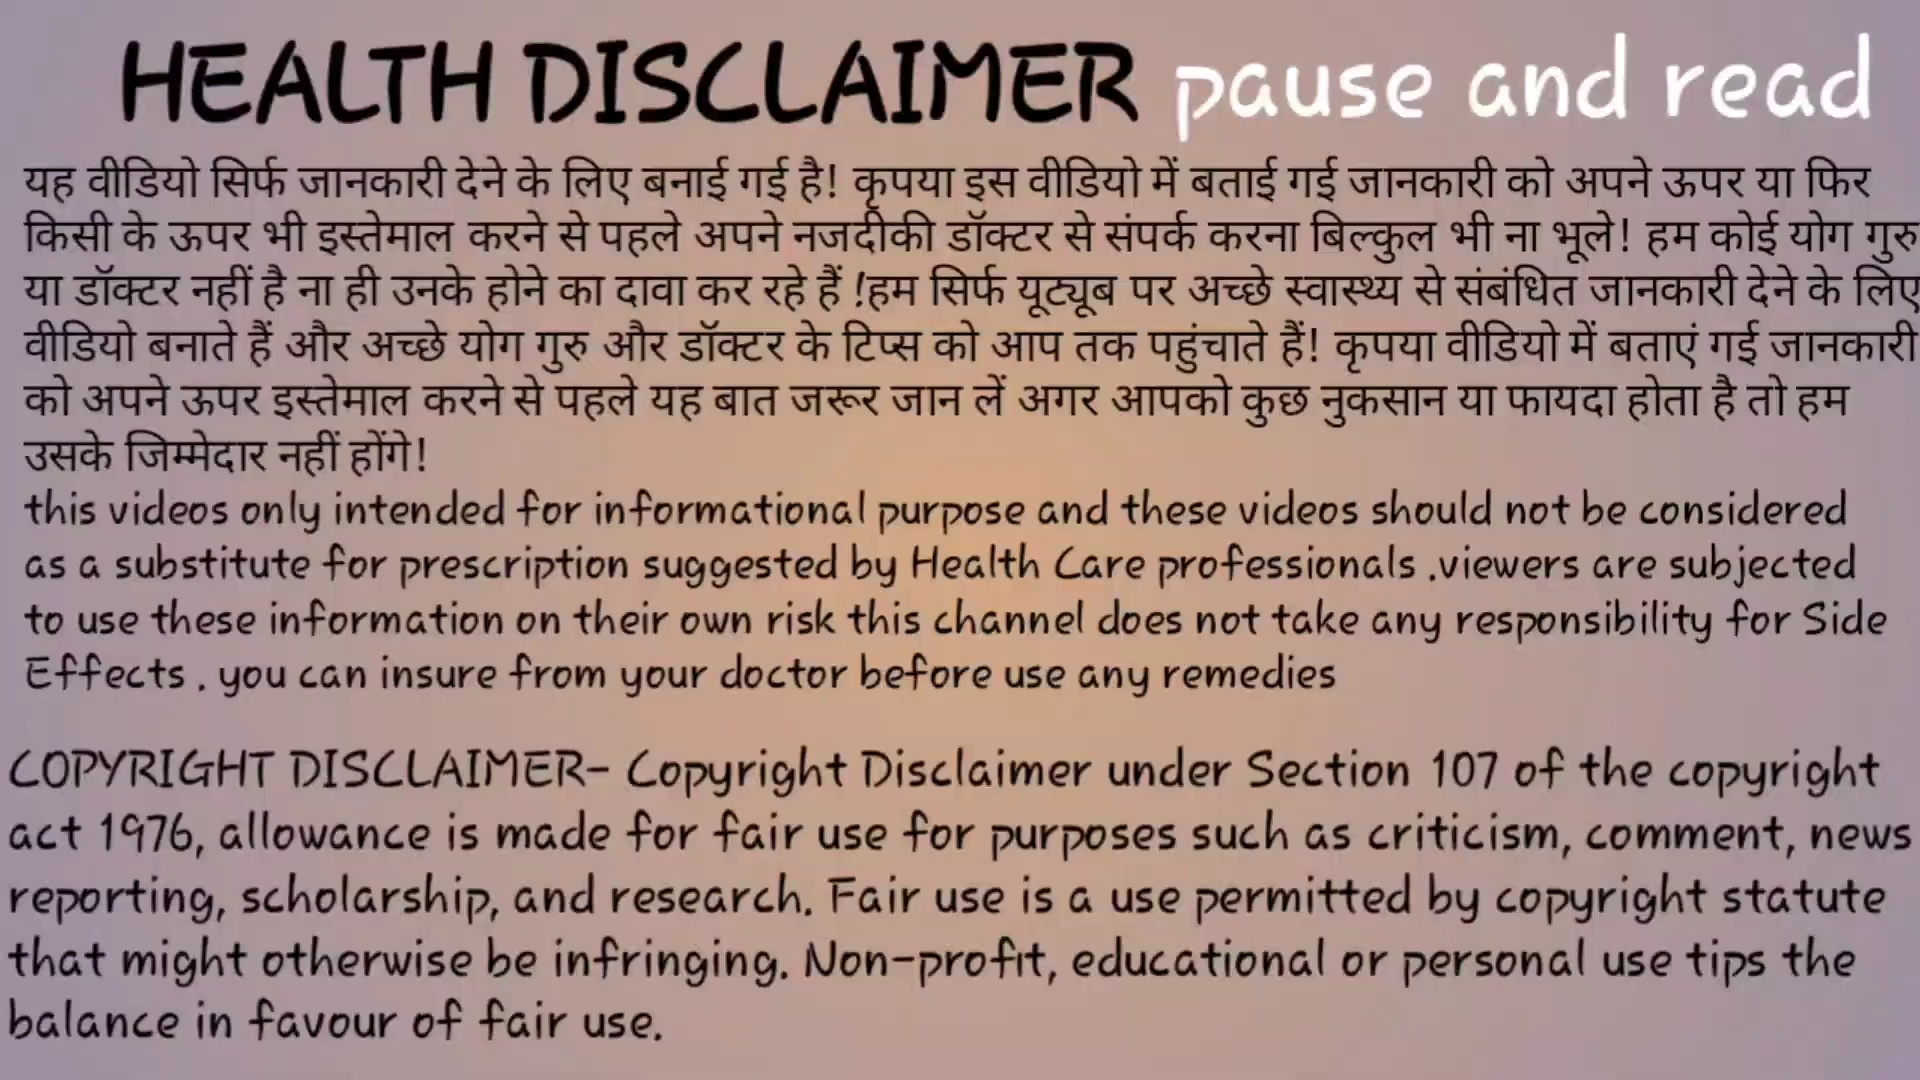 HEALTH DISCLAIMER pause and read
यह वीडियो सिर्फ जानकारी देने के लिए बनाई गई है! कृपया इस वीडियो में बताई गई जानकारी को अपने ऊपर या फिर
किसी के ऊपर भी इस्तेमाल करने से पहले अपने नजदीकी डॉक्टर से संपर्क करना बिल्कुल भी ना भूले! हम कोई योग गुरु
या डॉक्टर नहीं है ना ही उनके होने का दावा कर रहे हैं !हम सिर्फ यूट्यूब पर अच्छे स्वास्थ्य से संबंधित जानकारी देने के लिए
वीडियो बनाते हैं और अच्छे योग गुरु और डॉक्टर के टिप्स को आप तक पहुंचाते हैं! कृपया वीडियो में बताएं गई जानकारी
को अपने ऊपर इस्तेमाल करने से पहले यह बात जरूर जान लें अगर आपको कुछ नुकसान या फायदा होता है तो हम
उसके जिम्मेदार नहीं होंगे!
this videos only intended for informational purpose and these videos should not be considered
as a substitute for prescription suggested by Health Care professionals .viewers are subjected
to use these information on their own risk this channel does not take any responsibility for Side
Effects . you can insure from your doctor before use any remedies
COPYRIGHT DISCLAIMER- Copyright Disclaimer under Section 107 of the copyright
act 1976, allowance is made for fair use for purposes such as criticism, comment, news
reporting, scholarship, and research. Fair use is a use permitted by copyright statute
that might otherwise be infringing. Non-profit, educational or personal use tips the
balance in favour of fair use.